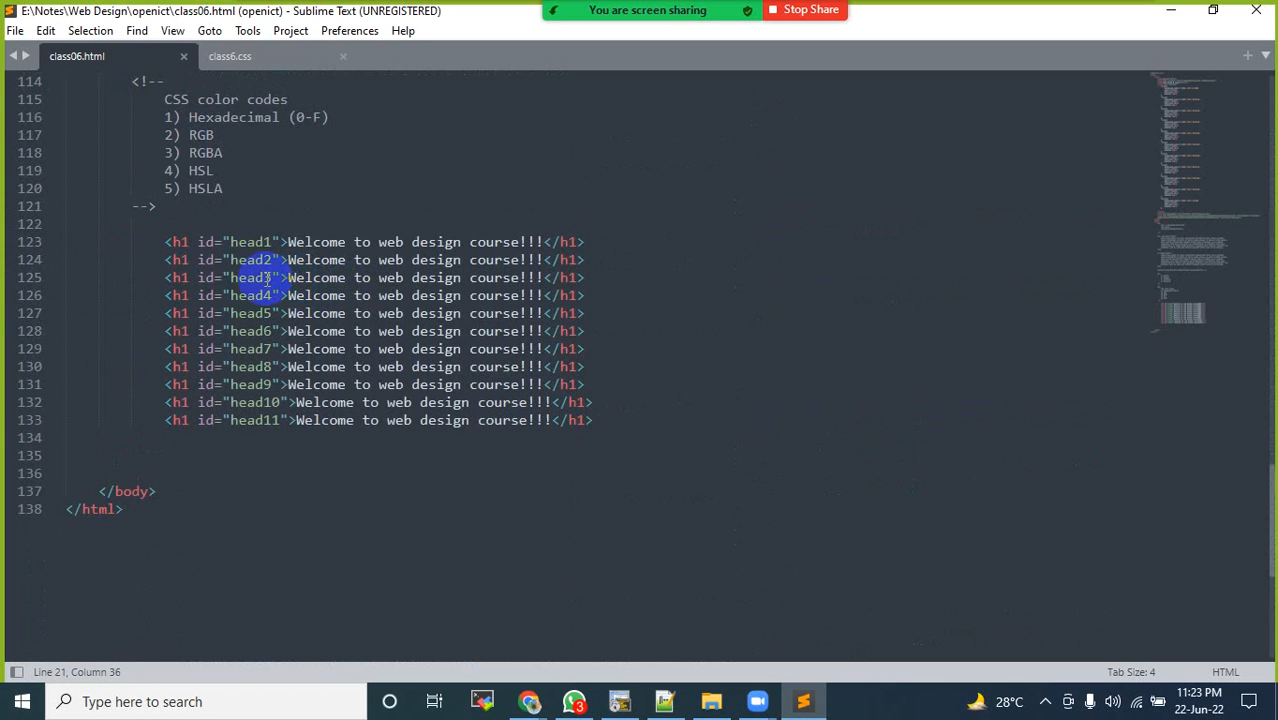 E:\Notes\Web Design\openict\class06.html (openict) - Sublime Text (UNREGISTERED)
You are screen sharing
Stop Share
File Edit Selection Find View Goto Tools Project Preferences Help
class06.html class6.css
114 <!--
115 CSS color codes
116 1) Hexadecimal (0-F)
117 2) RGB
118 3) RGBA
119 4) HSL
120 5) HSLA
121 -->
122
123 <h1 id="head1">Welcome to web design course!!!</h1>
124 <h1 id="head2">Welcome to web design course!!!</h1>
125 <h1 id="head3">Welcome to web design course!!!</h1>
126 <h1 id="head4">Welcome to web design course!!!</h1>
127 <h1 id="head5">Welcome to web design course!!!</h1>
128 <h1 id="head6">Welcome to web design course!!!</h1>
129 <h1 id="head7">Welcome to web design course!!!</h1>
130 <h1 id="head8">Welcome to web design course!!!</h1>
131 <h1 id="head9">Welcome to web design course!!!</h1>
132 <h1 id="head10">Welcome to web design course!!!</h1>
133 <h1 id="head11">Welcome to web design course!!!</h1>
134
135
136
137 </body>
138 </html>
Line 21, Column 36 Tab Size: 4 HTML
Type here to search 3 28°C 11:23 PM
22-Jun-22